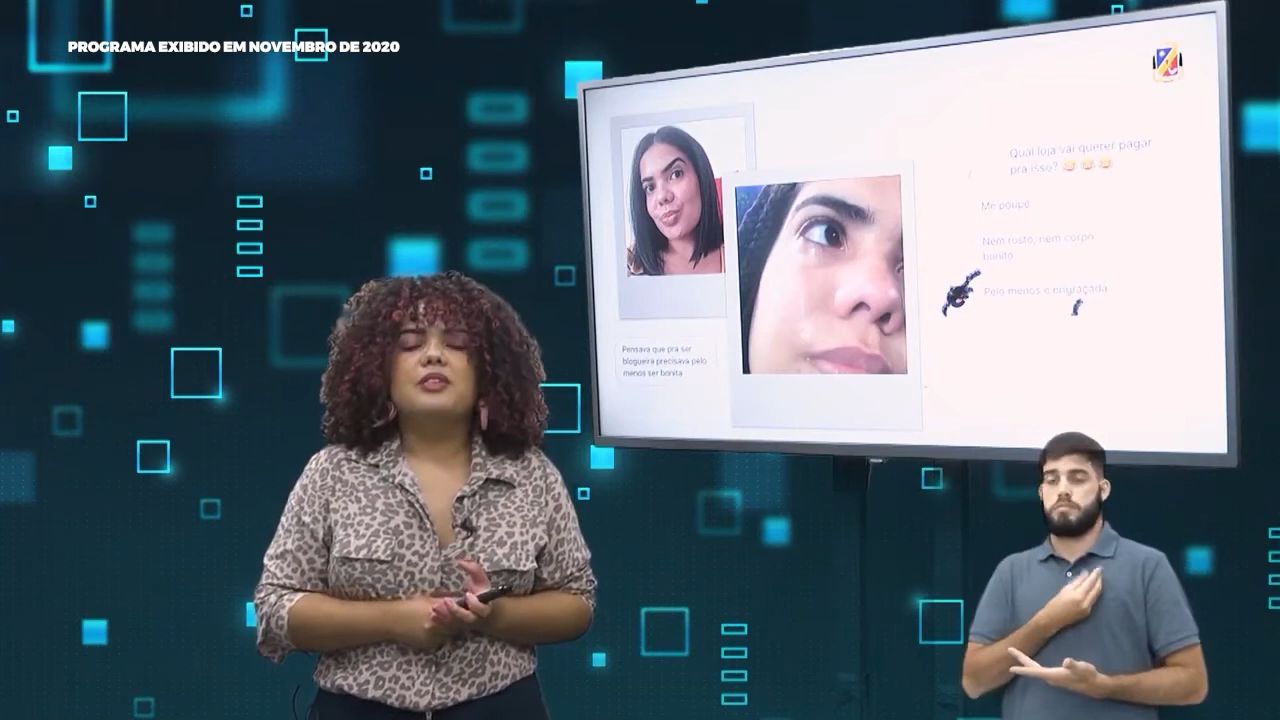 PROGRAMA EXIBIDO EM NOVEMBRO DE 2020
Qual loja vai querer pagar
pra isso?
Me poupe
Nem rosto, nem corpo
bonito
Pelo menos é engraçada
Pensava que pra ser
blogueira precisava pelo
menos ser bonita